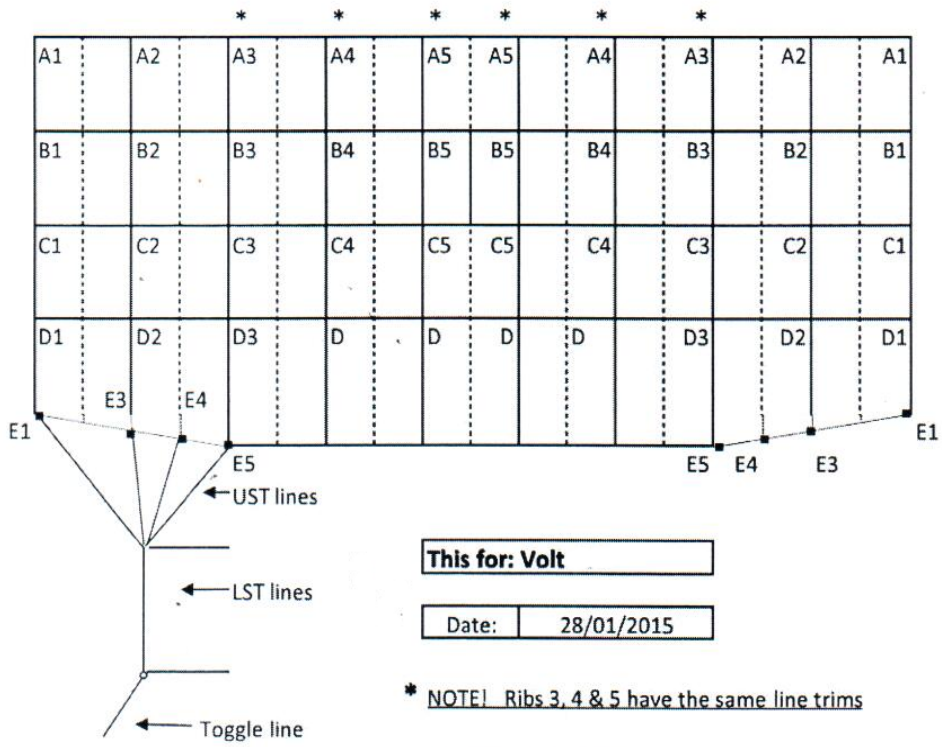 * * * * * *
A1 A2 A3 A4 A5 A5 A4 A3 A2 A1
B1 B2 B3 B4 B5 B5 B4 B3 B2 B1
C1 C2 C3 C4 C5 C5 C4 C3 C2 C1
D1 D2 D3 D D D D D3 D2 D1
E3 E4
E1 E1
E5 E5 E4 E3
UST lines
This for: Volt
LST lines
Date: 28/01/2015
* NOTE! Ribs 3, 4 & 5 have the same line trims
Toggle line